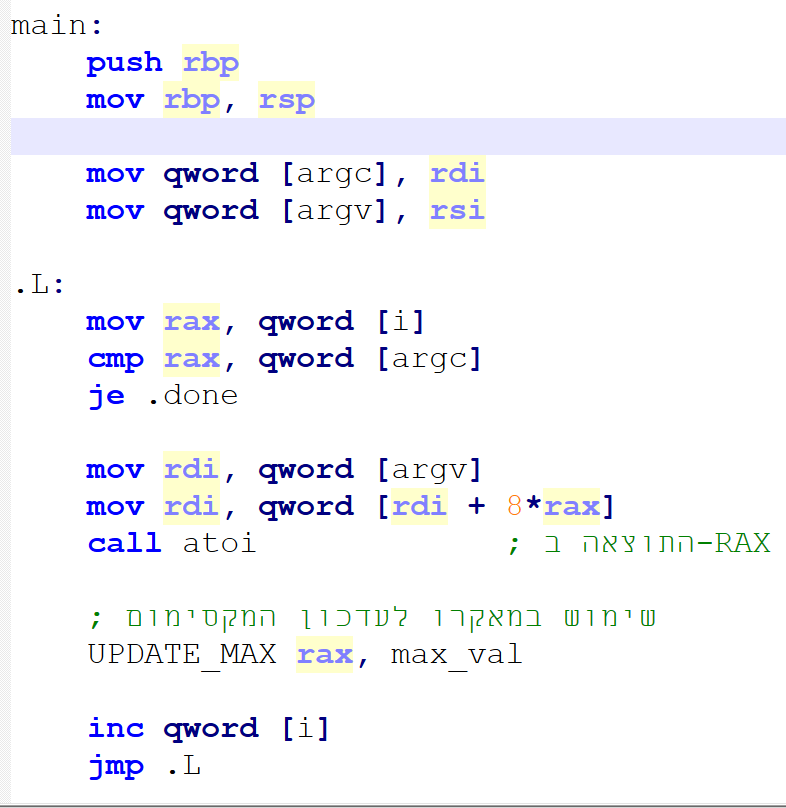 main:
push rbp
mov rbp, rsp
mov qword [argc], rdi
mov qword [argv], rsi
.L:
mov rax, qword [i]
cmp rax, qword [argc]
je .done
mov rdi, qword [argv]
mov rdi, qword [rdi + 8*rax]
call atoi ; התוצאה ב-RAX
; שימוש במאקרו לעדכון המקסימום
UPDATE_MAX rax, max_val
inc qword [i]
jmp .L